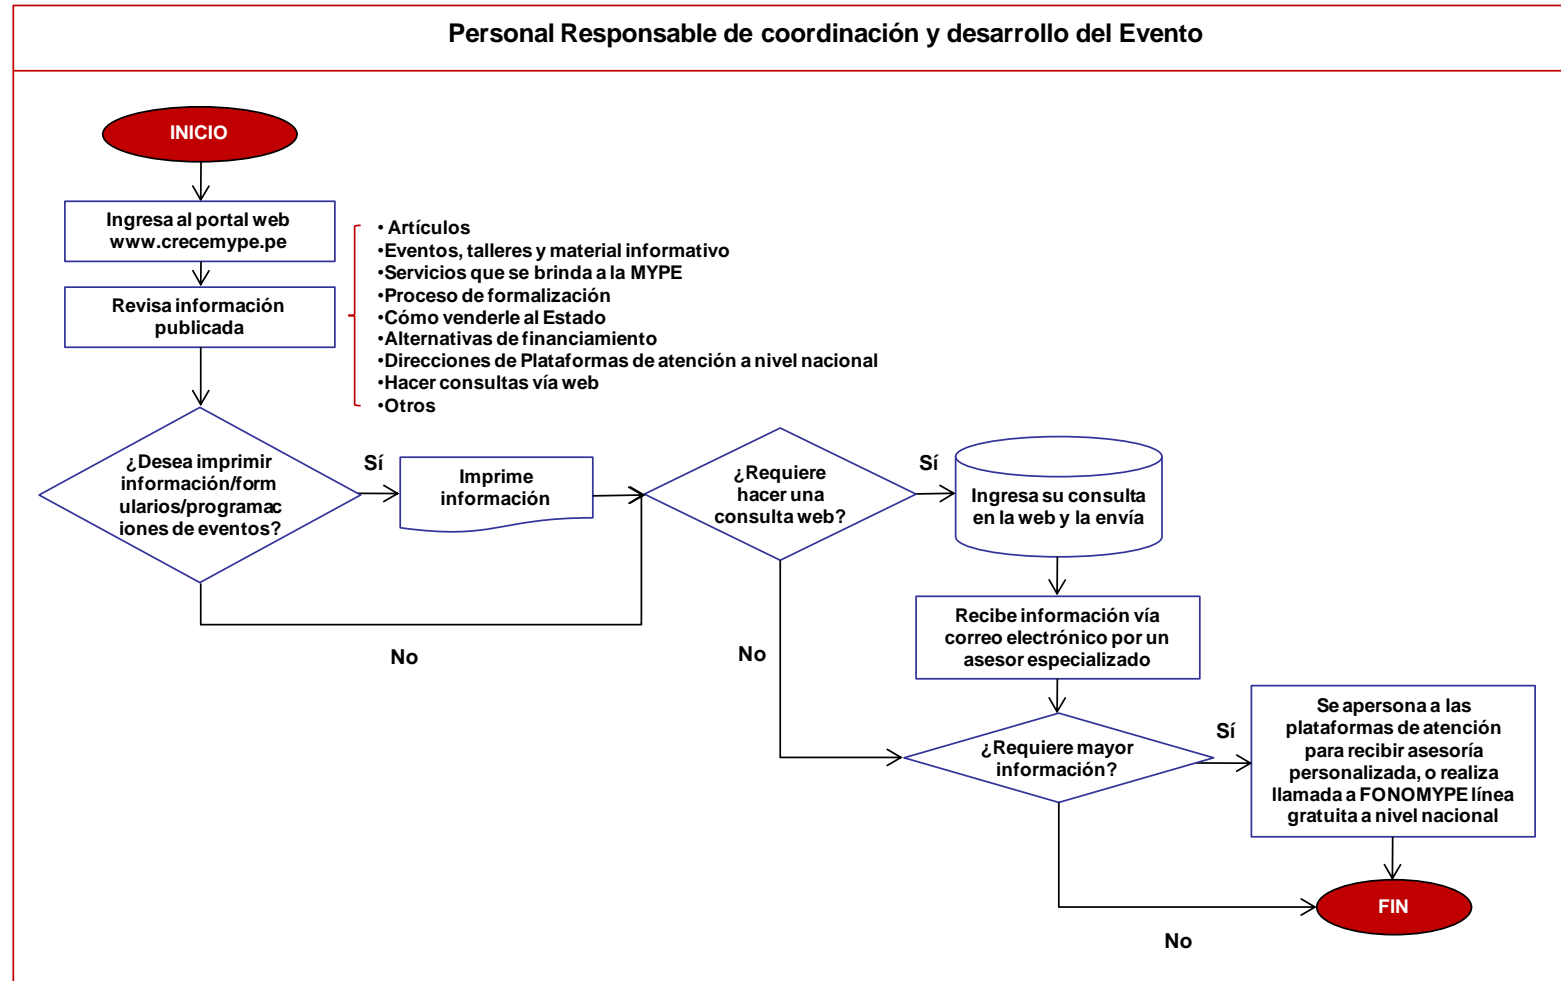 Personal Responsable de coordinación y desarrollo del Evento
INICIO
Ingresa al portal web
www.crecemype.pe
Revisa información
publicada
• Artículos
•Eventos, talleres y material informativo
•Servicios que se brinda a la MYPE
•Proceso de formalización
•Cómo venderle al Estado
•Alternativas de financiamiento
•Direcciones de Plataformas de atención a nivel nacional
•Hacer consultas vía web
•Otros
¿Desea imprimir
información/form
ularios/programac
iones de eventos?
Sí
Imprime
información
No
¿Requiere
hacer una
consulta web?
Sí
Ingresa su consulta
en la web y la envía
No
Recibe información vía
correo electrónico por un
asesor especializado
¿Requiere mayor
información?
Sí
Se apersona a las
plataformas de atención
para recibir asesoría
personalizada, o realiza
llamada a FONOMYPE línea
gratuita a nivel nacional
No
FIN